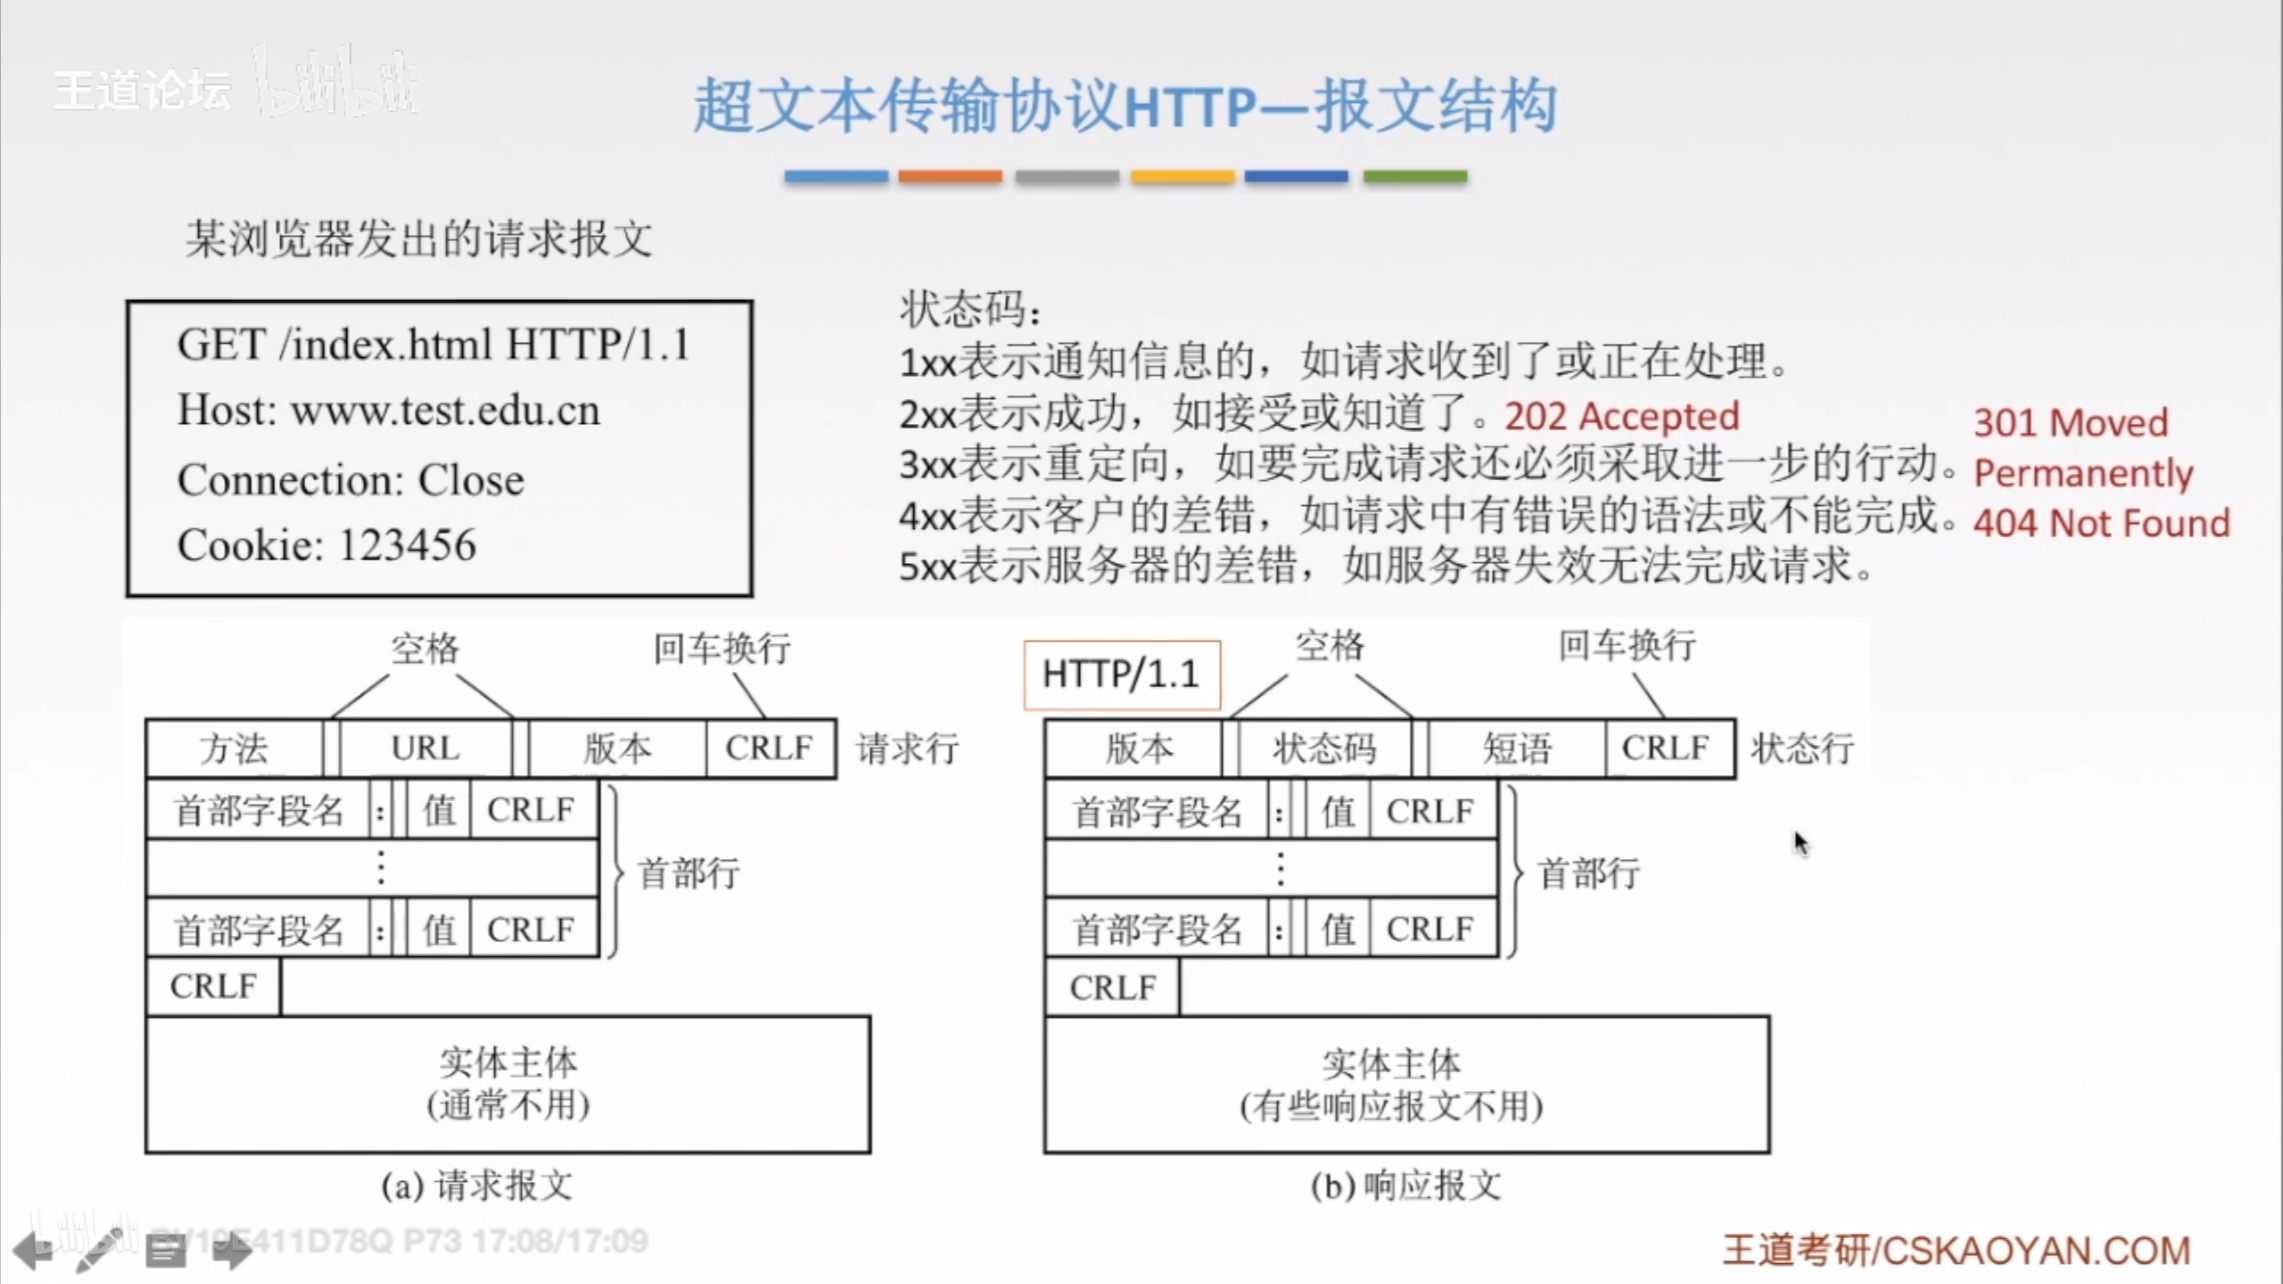 王道论坛 bilibili
超文本传输协议HTTP—报文结构
某浏览器发出的请求报文
GET /index.html HTTP/1.1
Host: www.test.edu.cn
Connection: Close
Cookie: 123456
状态码：
1xx表示通知信息的，如请求收到了或正在处理。
2xx表示成功，如接受或知道了。202 Accepted
3xx表示重定向，如要完成请求还必须采取进一步的行动。
4xx表示客户的差错，如请求中有错误的语法或不能完成。
5xx表示服务器的差错，如服务器失效无法完成请求。
301 Moved
Permanently
404 Not Found
空格 回车换行
方法 URL 版本 CRLF 请求行
首部字段名 : 值 CRLF
⋮
首部行
首部字段名 : 值 CRLF
CRLF
实体主体
(通常不用)
(a) 请求报文
HTTP/1.1
空格 回车换行
版本 状态码 短语 CRLF 状态行
首部字段名 : 值 CRLF
⋮
首部行
首部字段名 : 值 CRLF
CRLF
实体主体
(有些响应报文不用)
(b) 响应报文
bilibili BV19E411D78Q P73 17:08/17:09
王道考研/CSKAOYAN.COM